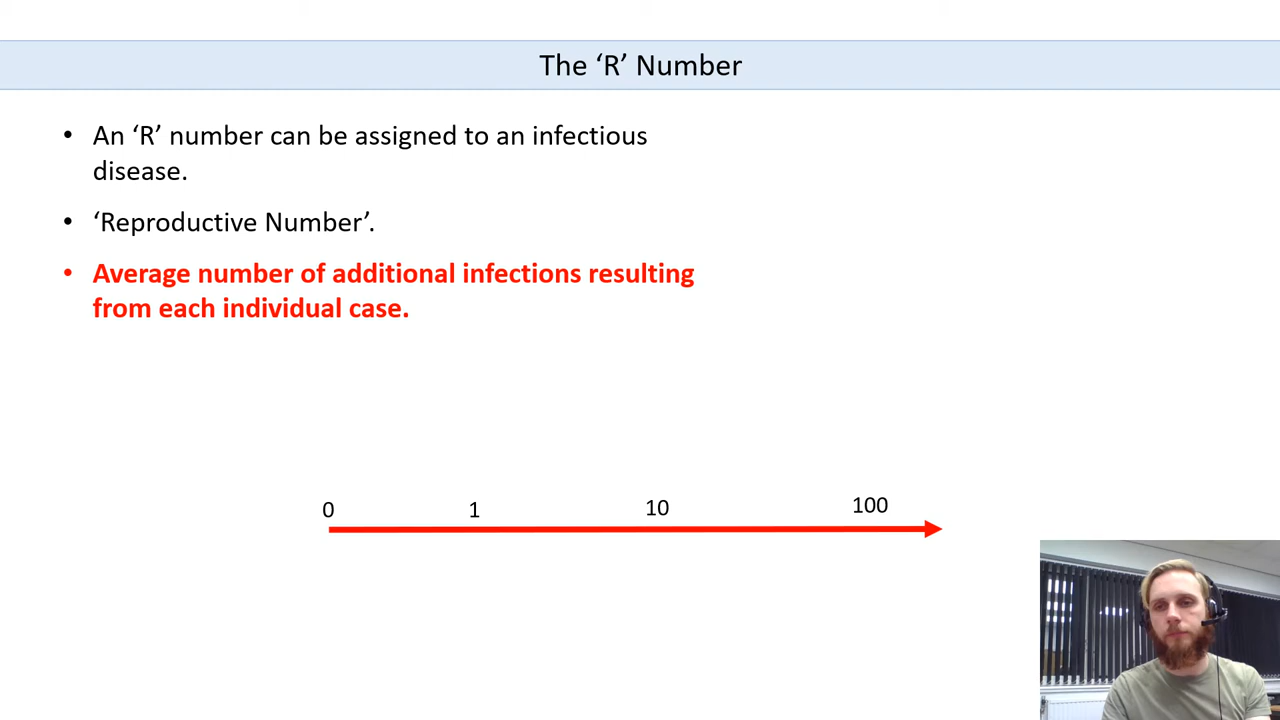 The ‘R’ Number
• An ‘R’ number can be assigned to an infectious
disease.
• ‘Reproductive Number’.
• Average number of additional infections resulting
from each individual case.
0 1 10 100